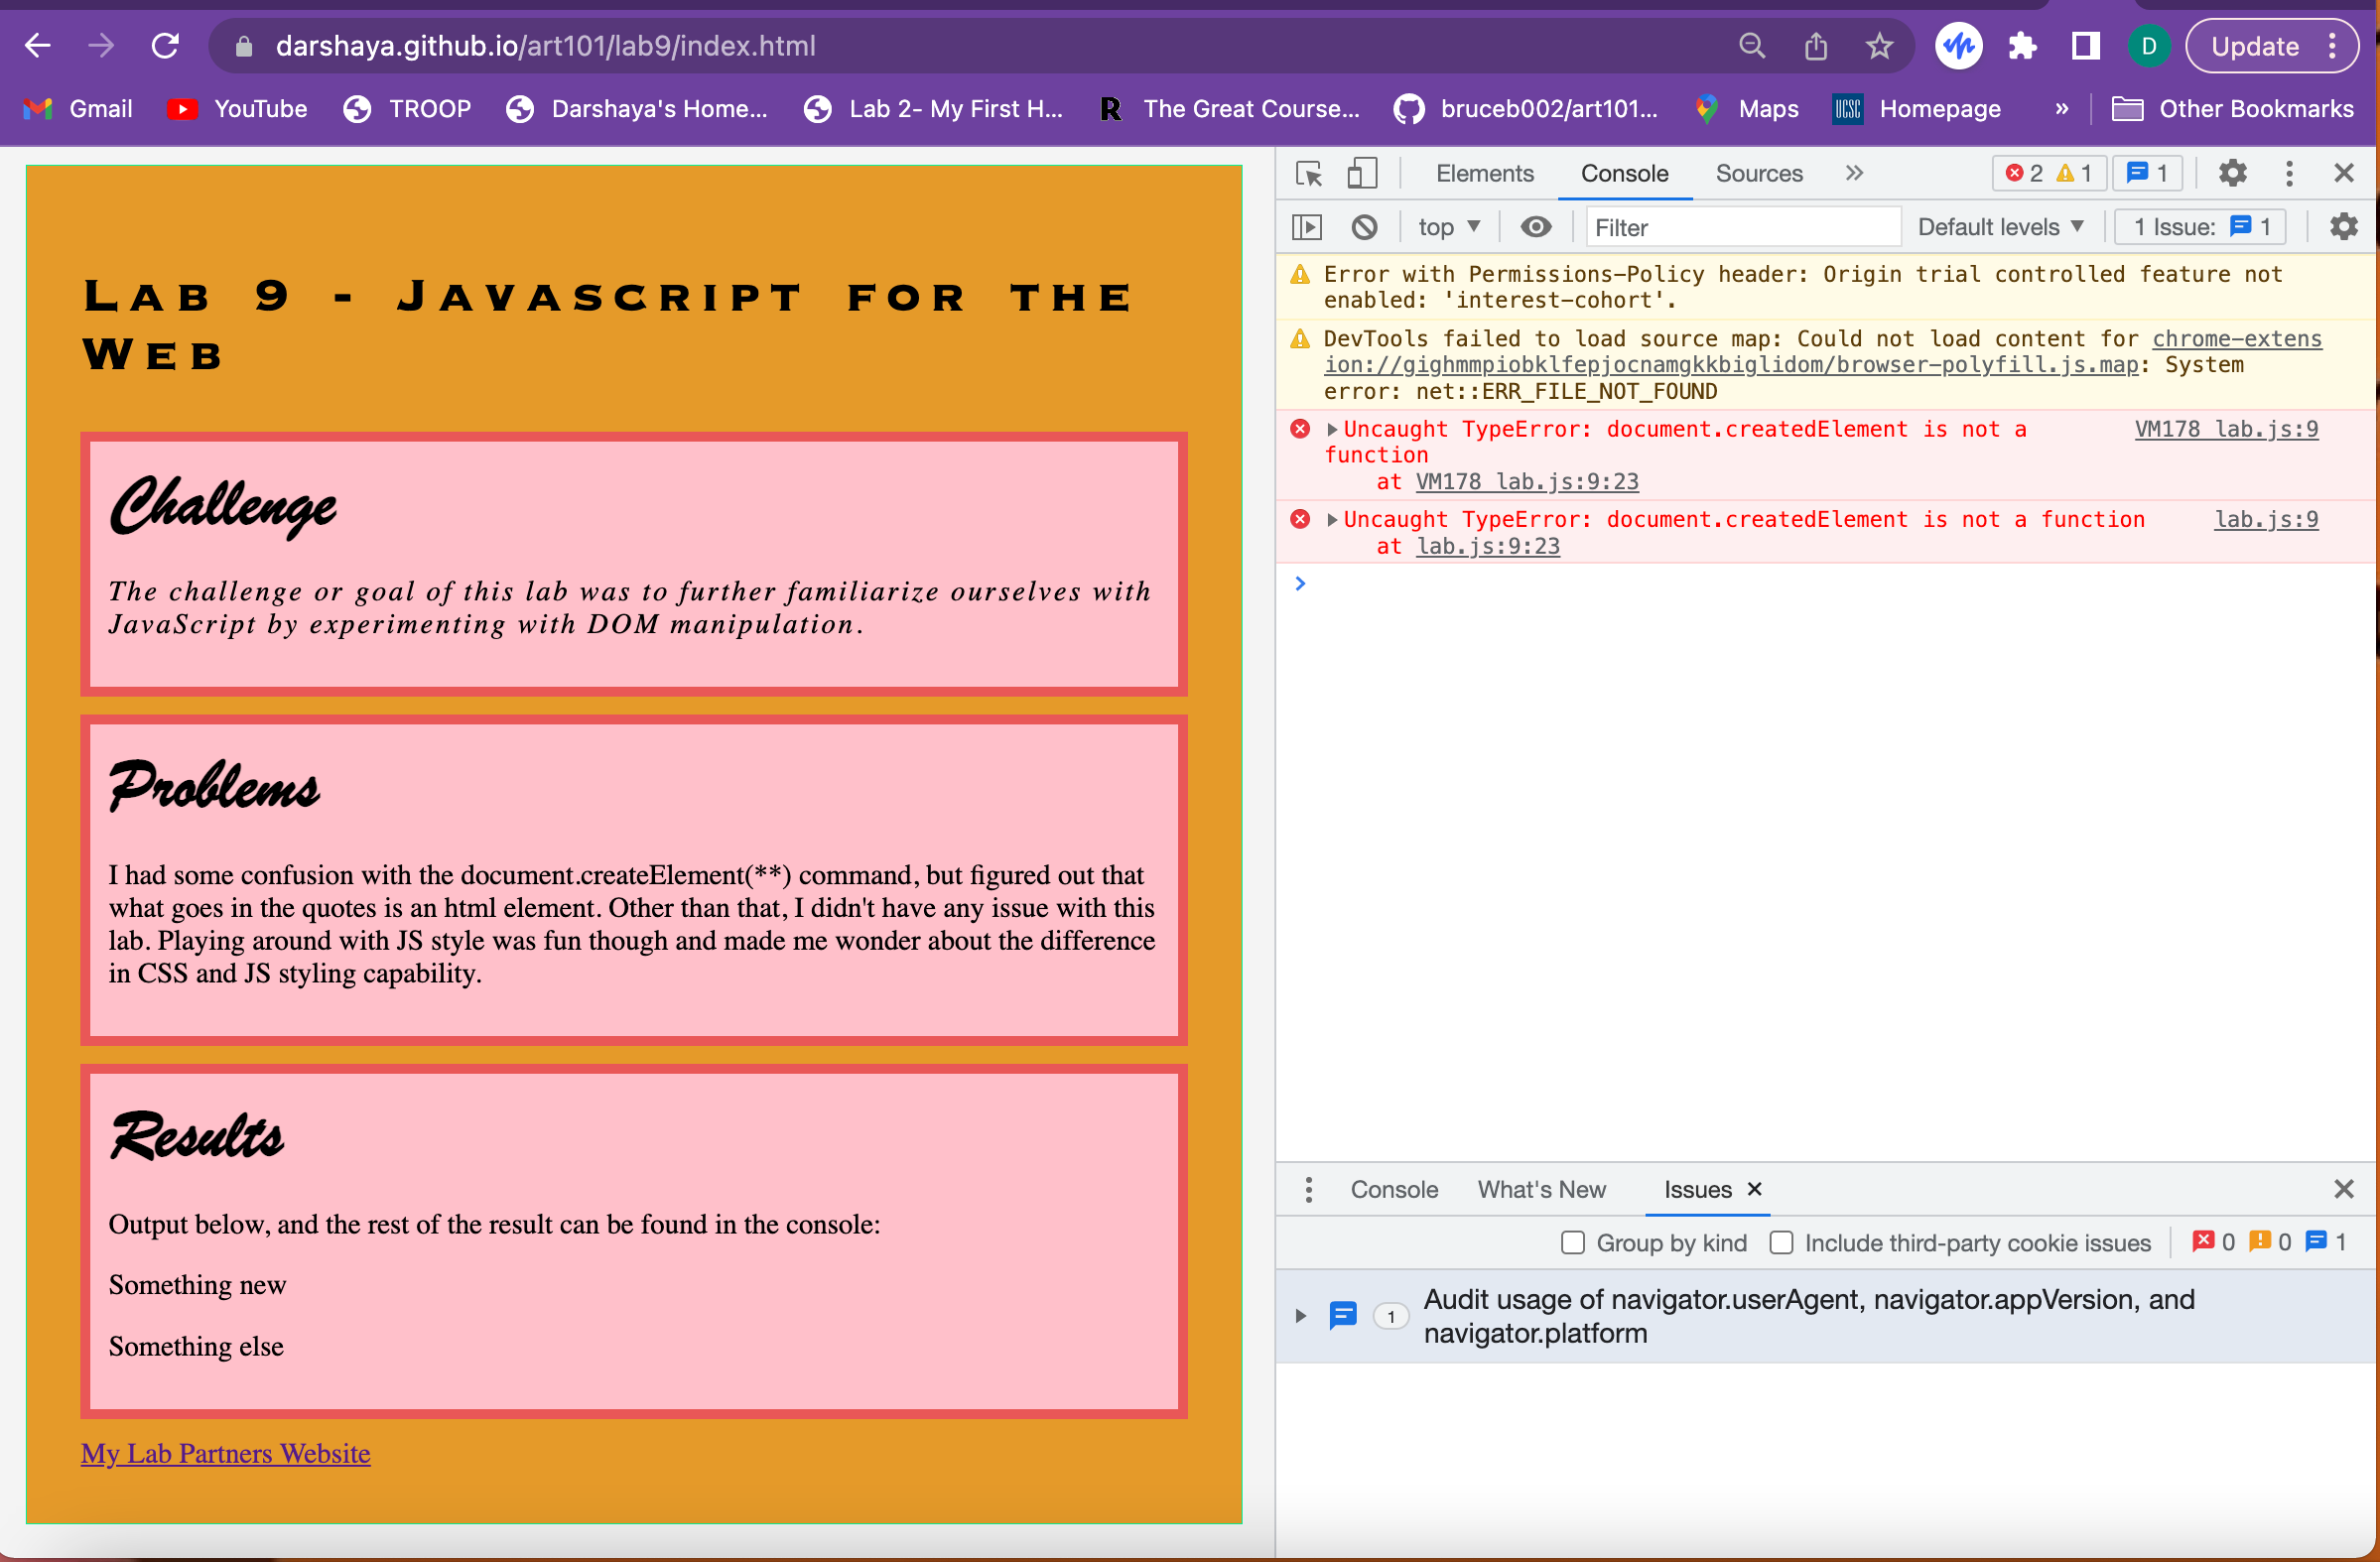 darshaya.github.io/art101/lab9/index.html
D
Update
Gmail
YouTube
TROOP
Darshaya's Home...
Lab 2- My First H...
R
The Great Course...
bruceb002/art101...
Maps
UCSC
Homepage
»
Other Bookmarks
Lab 9 - Javascript for the
Web
Challenge
The challenge or goal of this lab was to further familiarize ourselves with
JavaScript by experimenting with DOM manipulation.
Problems
I had some confusion with the document.createElement(**) command, but figured out that
what goes in the quotes is an html element. Other than that, I didn't have any issue with this
lab. Playing around with JS style was fun though and made me wonder about the difference
in CSS and JS styling capability.
Results
Output below, and the rest of the result can be found in the console:
Something new
Something else
My Lab Partners Website
Elements Console Sources » 2 1 1
top Filter Default levels 1 Issue: 1
Error with Permissions-Policy header: Origin trial controlled feature not
enabled: 'interest-cohort'.
DevTools failed to load source map: Could not load content for chrome-extens
ion://gighmmpiobklfepjocnamgkkbiglidom/browser-polyfill.js.map: System
error: net::ERR_FILE_NOT_FOUND
Uncaught TypeError: document.createdElement is not a VM178 lab.js:9
function
at VM178 lab.js:9:23
Uncaught TypeError: document.createdElement is not a function lab.js:9
at lab.js:9:23
Console What's New Issues
Group by kind Include third-party cookie issues 0 0 1
1
Audit usage of navigator.userAgent, navigator.appVersion, and
navigator.platform